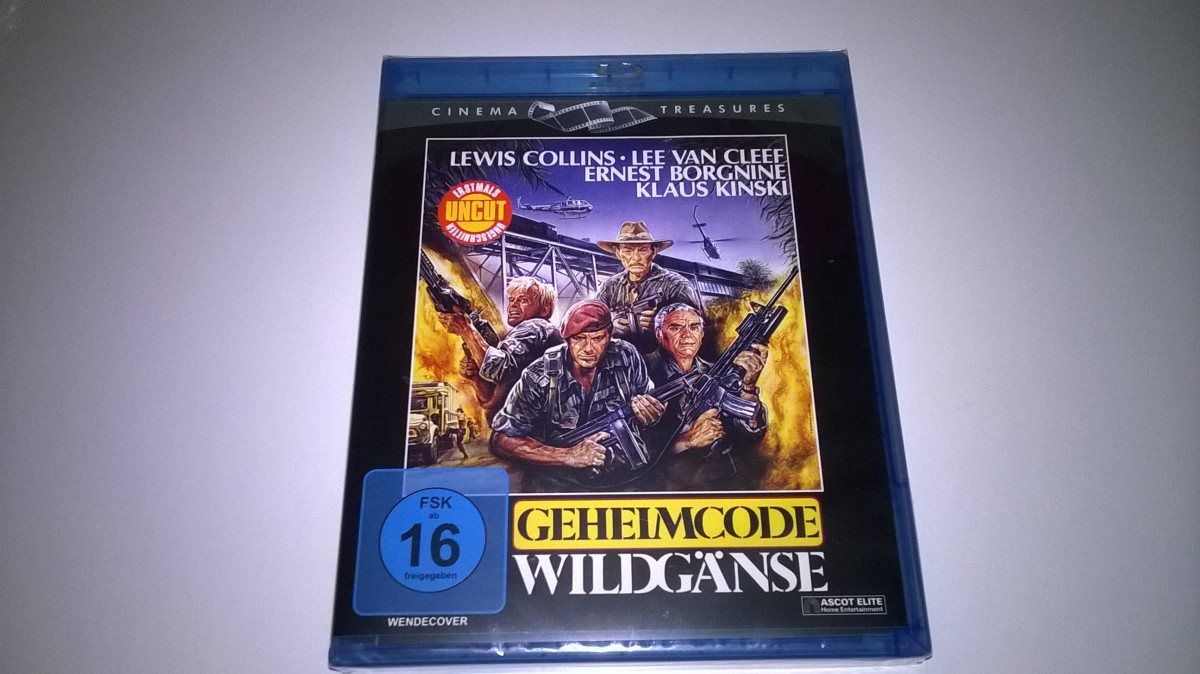 CINEMA TREASURES
LEWIS COLLINS · LEE VAN CLEEF
ERNEST BORGNINE
KLAUS KINSKI
ERSTMALS
UNCUT
UNGESCHNITTEN
FSK
ab
16
freigegeben
GEHEIMCODE
WILDGÄNSE
WENDECOVER
ASCOT ELITE
Home Entertainment